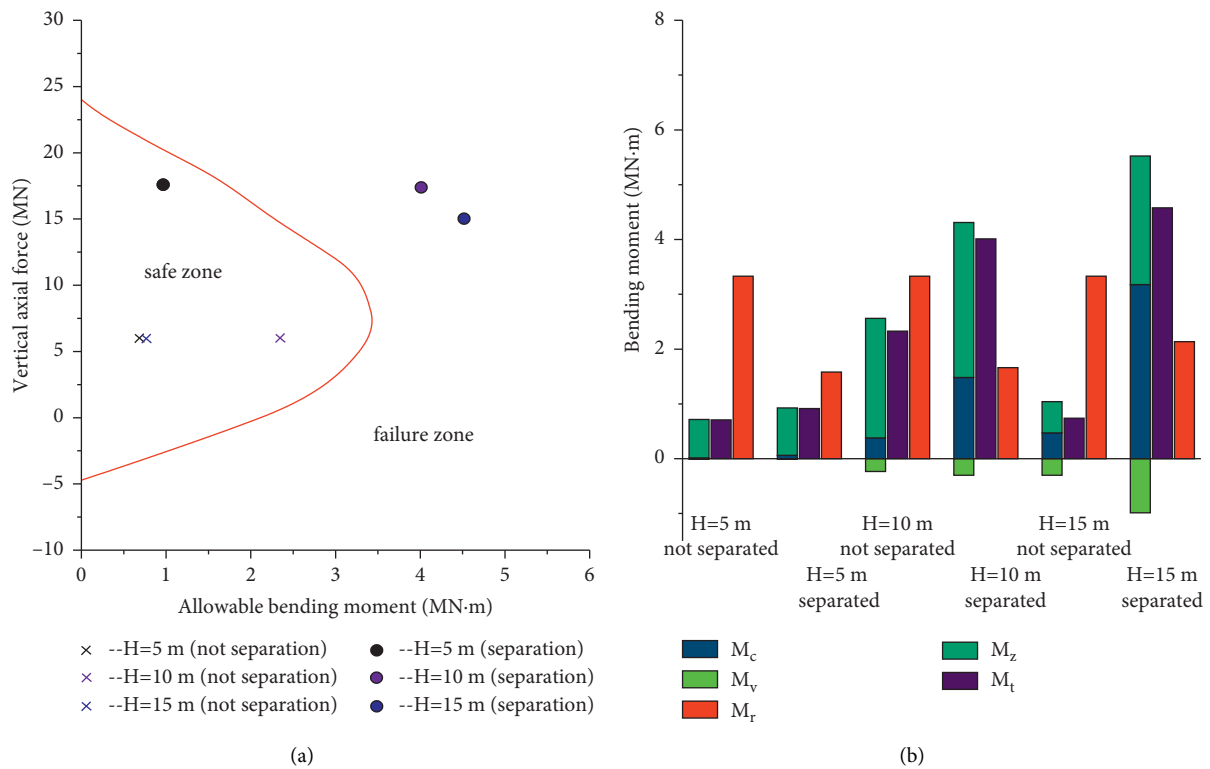 30
25
20
15
10
5
0
−5
−10
Vertical axial force (MN)
safe zone
failure zone
0 1 2 3 4 5 6
Allowable bending moment (MN·m)
--H=5 m (not separation)
--H=10 m (not separation)
--H=15 m (not separation)
--H=5 m (separation)
--H=10 m (separation)
--H=15 m (separation)
(a)
8
6
4
2
0
Bending moment (MN·m)
H=5 m
not separated
H=5 m
separated
H=10 m
not separated
H=10 m
separated
H=15 m
not separated
H=15 m
separated
Mc
Mv
Mr
Mz
Mt
(b)